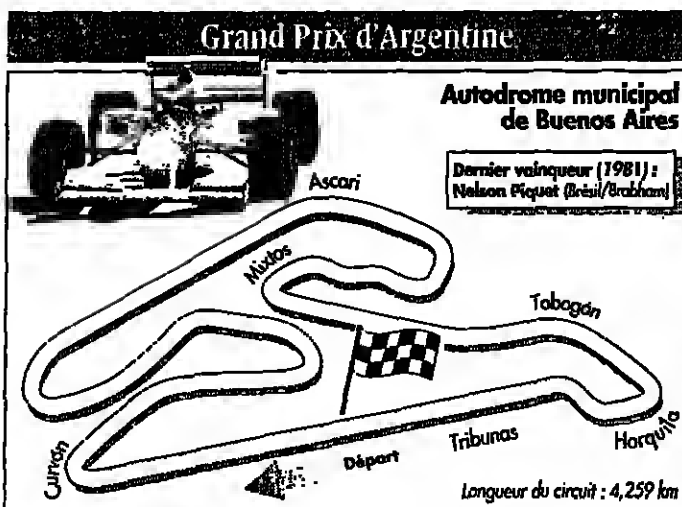 Grand Prix d'Argentine
Autodrome municipal
de Buenos Aires
Dernier vainqueur (1981) :
Nelson Piquet (Brésil/Brabham)
Ascari
Mixtos
Tobogán
Curvón
Départ
Tribunas
Horquila
Longueur du circuit : 4,259 km